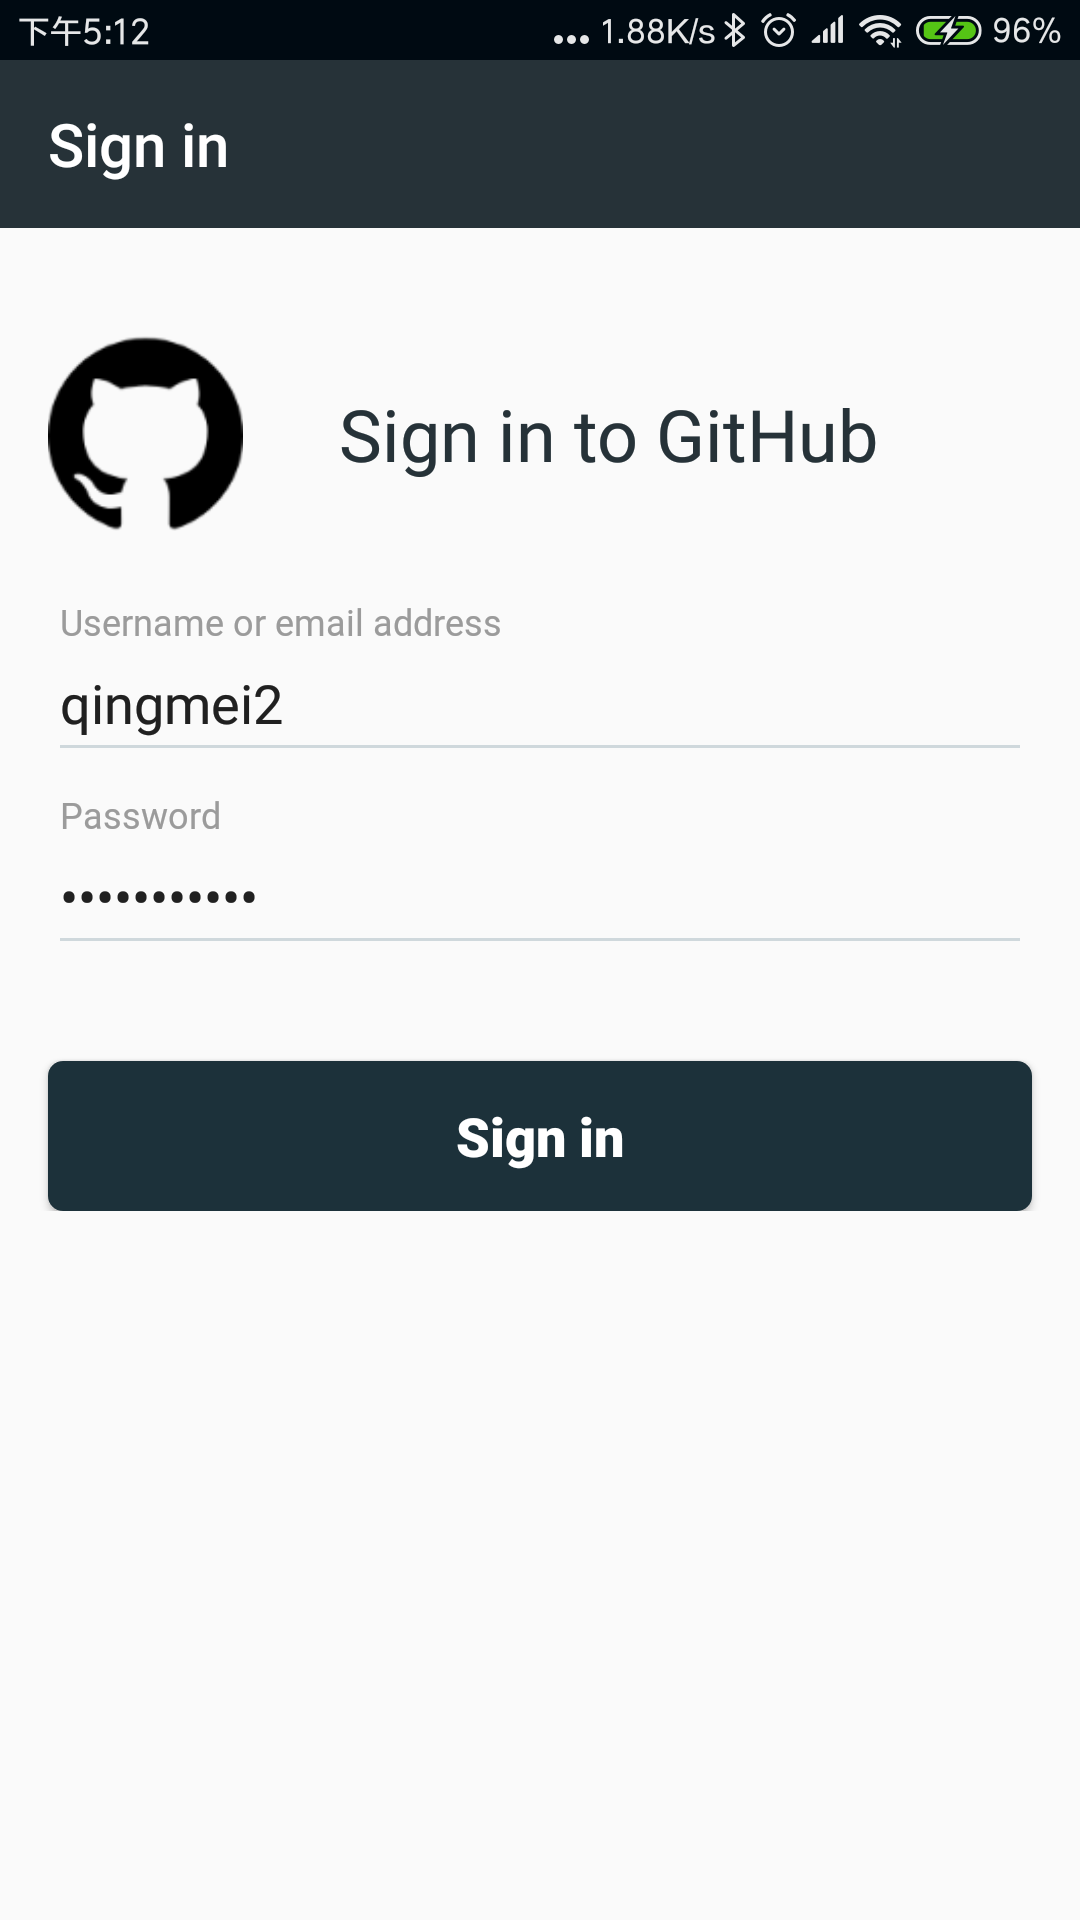 下午5:12
... 1.88K/s 96%
Sign in
Sign in to GitHub
Username or email address
qingmei2
Password
•••••••••••
Sign in